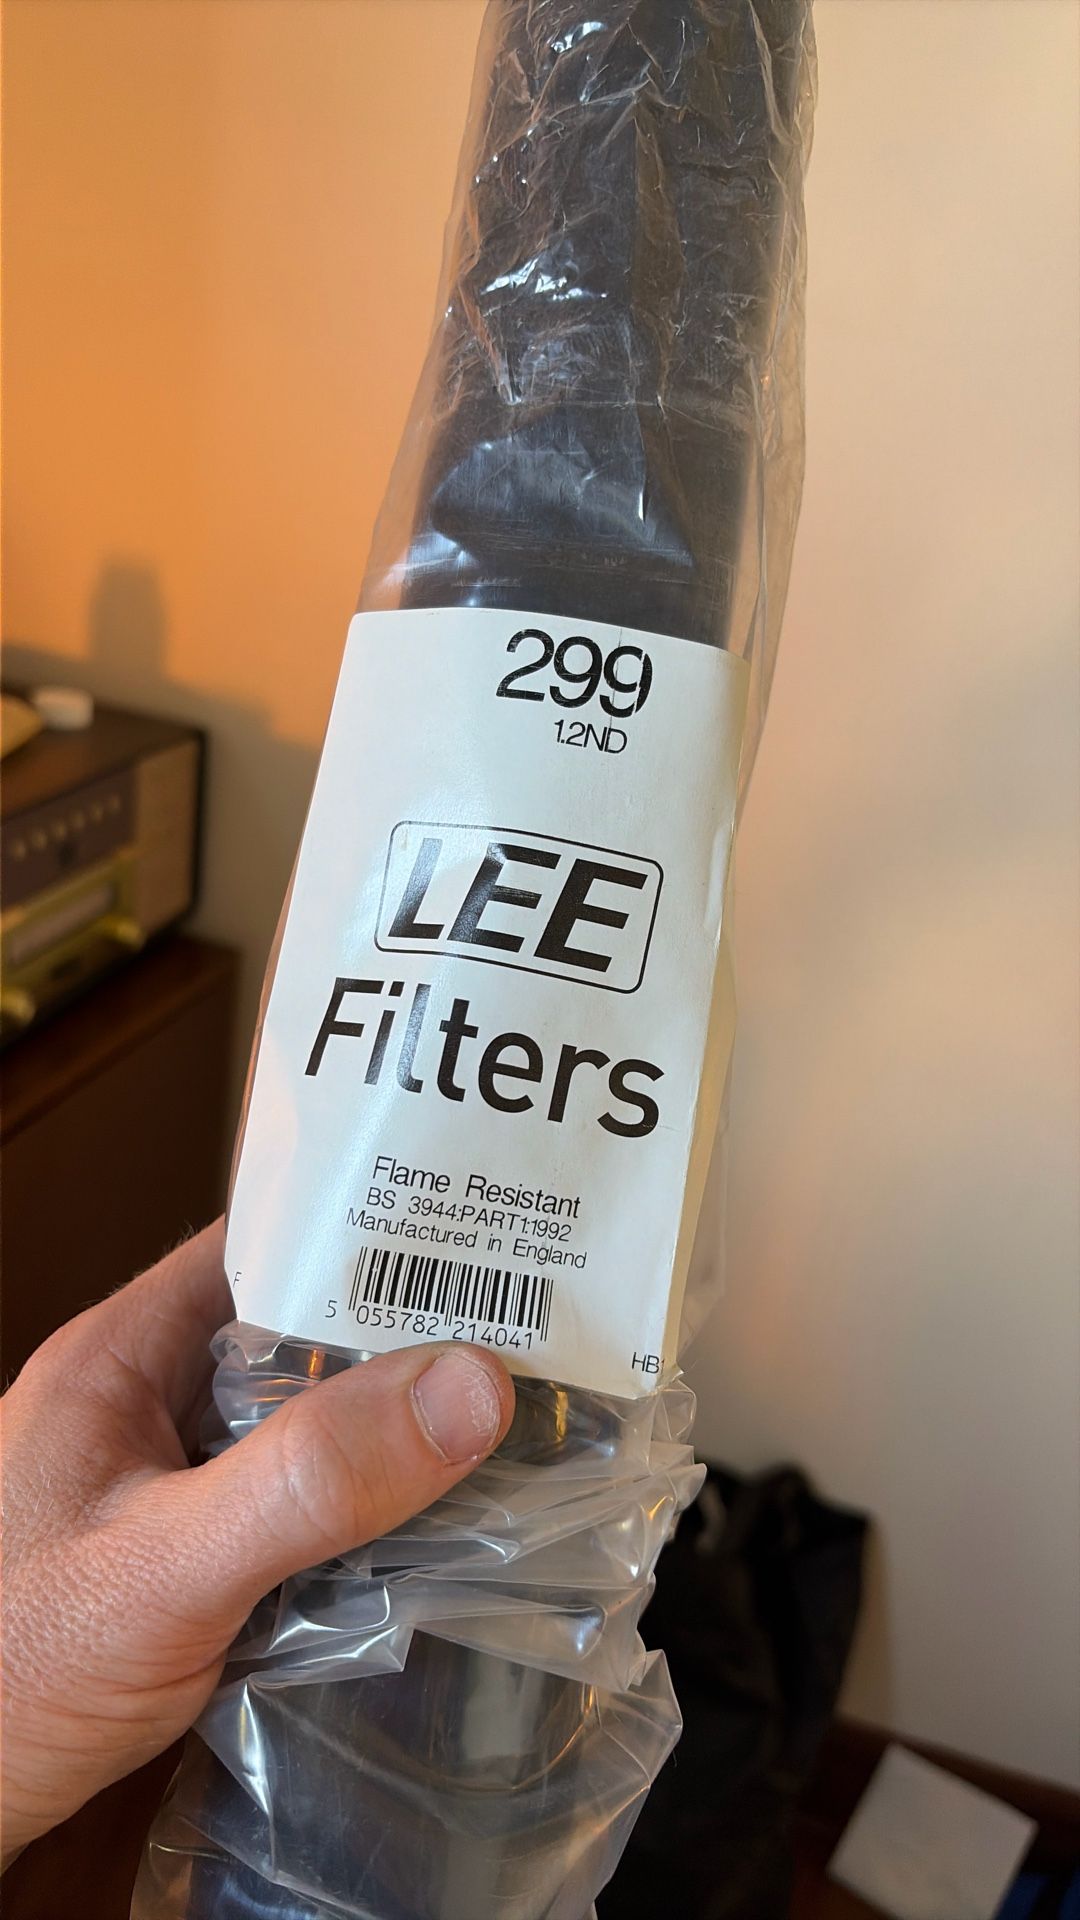 299
1.2ND
LEE
Filters
Flame Resistant
BS 3944:PART1:1992
Manufactured in England
F
5 055782 214041
HB1